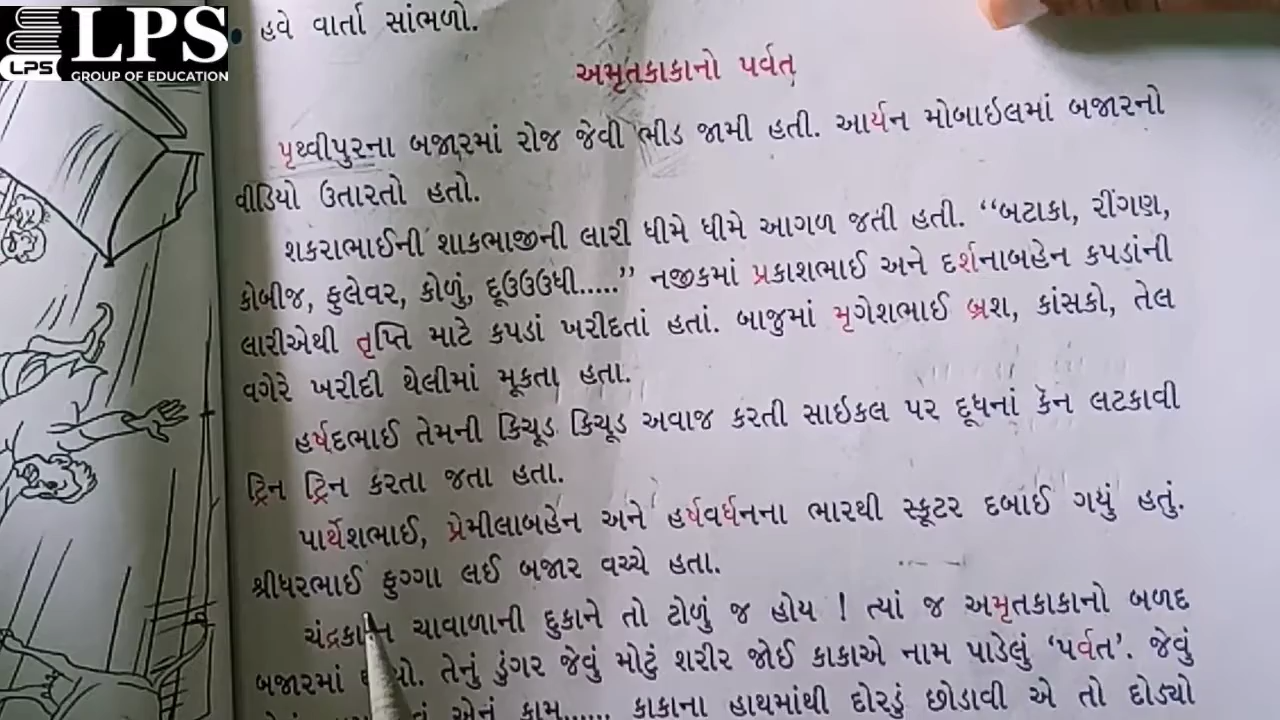 LPS
GROUP OF EDUCATION
LPS
હવે વાર્તા સાંભળો.
અમૃતકાકાનો પર્વત
પૃથ્વીપુરના બજારમાં રોજ જેવી ભીડ જામી હતી. આર્યન મોબાઇલમાં બજારનો
વીડિયો ઉતારતો હતો.
શકરાભાઈની શાકભાજીની લારી ધીમે ધીમે આગળ જતી હતી. “બટાકા, રીંગણ,
કોબીજ, ફુલેવર, કોળું, દૂઉઉઉધી.....” નજીકમાં પ્રકાશભાઈ અને દર્શનાબહેન કપડાંની
લારીએથી તૃપ્તિ માટે કપડાં ખરીદતાં હતાં. બાજુમાં મૃગેશભાઈ બ્રશ, કાંસકો, તેલ
વગેરે ખરીદી થેલીમાં મૂકતા હતા.
હર્ષદભાઈ તેમની કિચૂડ કિચૂડ અવાજ કરતી સાઇકલ પર દૂધનાં કૅન લટકાવી
ટ્રિન ટ્રિન કરતા જતા હતા.
પાર્થેશભાઈ, પ્રેમીલાબહેન અને હર્ષવર્ધનના ભારથી સ્કૂટર દબાઈ ગયું હતું.
શ્રીધરભાઈ ફુગ્ગા લઈ બજાર વચ્ચે હતા.
ચાવાળાની દુકાને તો ટોળું જ હોય ! ત્યાં જ અમૃતકાકાનો બળદ
બજારમાં તેનું ડુંગર જેવું મોટું શરીર જોઈ કાકાએ નામ પાડેલું ‘પર્વત’. જેવું
એનું કામ...... કાકાના હાથમાંથી દોરડું છોડાવી એ તો દોડ્યો